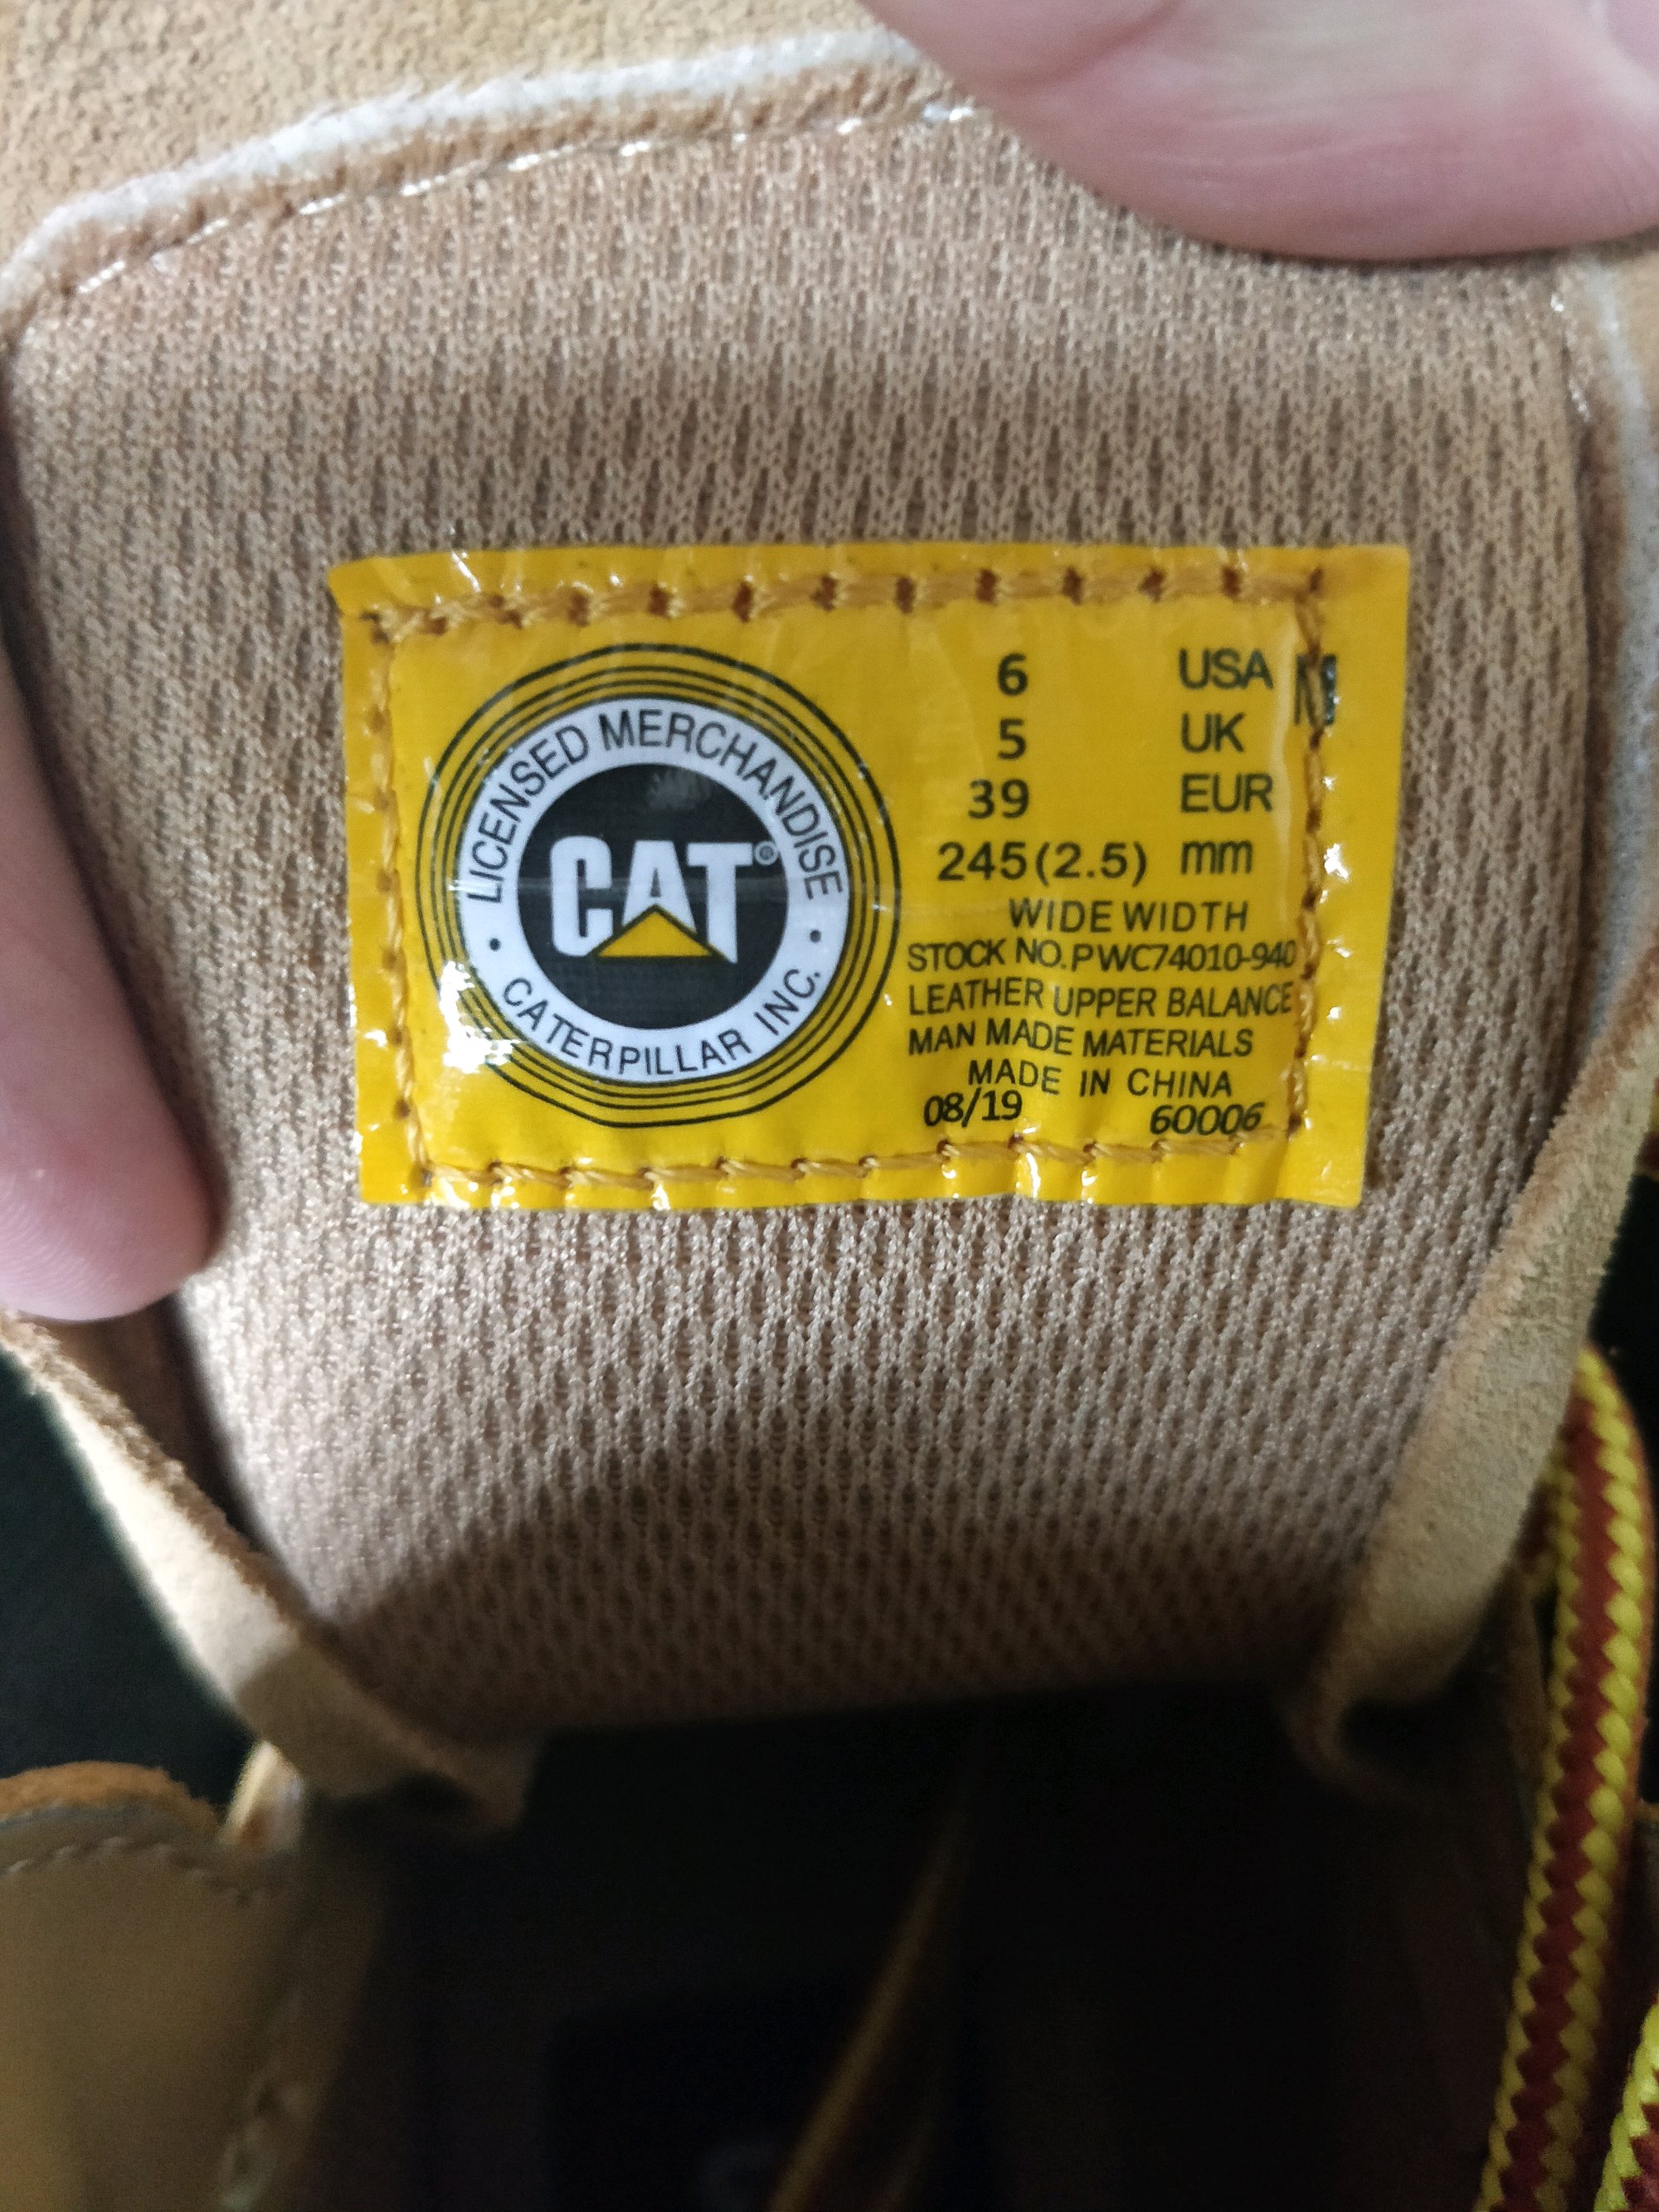 LICENSED MERCHANDISE
CAT®
• CATERPILLAR INC. •
6 USA M
5 UK
39 EUR
245(2.5) mm
WIDE WIDTH
STOCK NO.PWC74010-940
LEATHER UPPER BALANCE
MAN MADE MATERIALS
MADE IN CHINA
08/19 60006